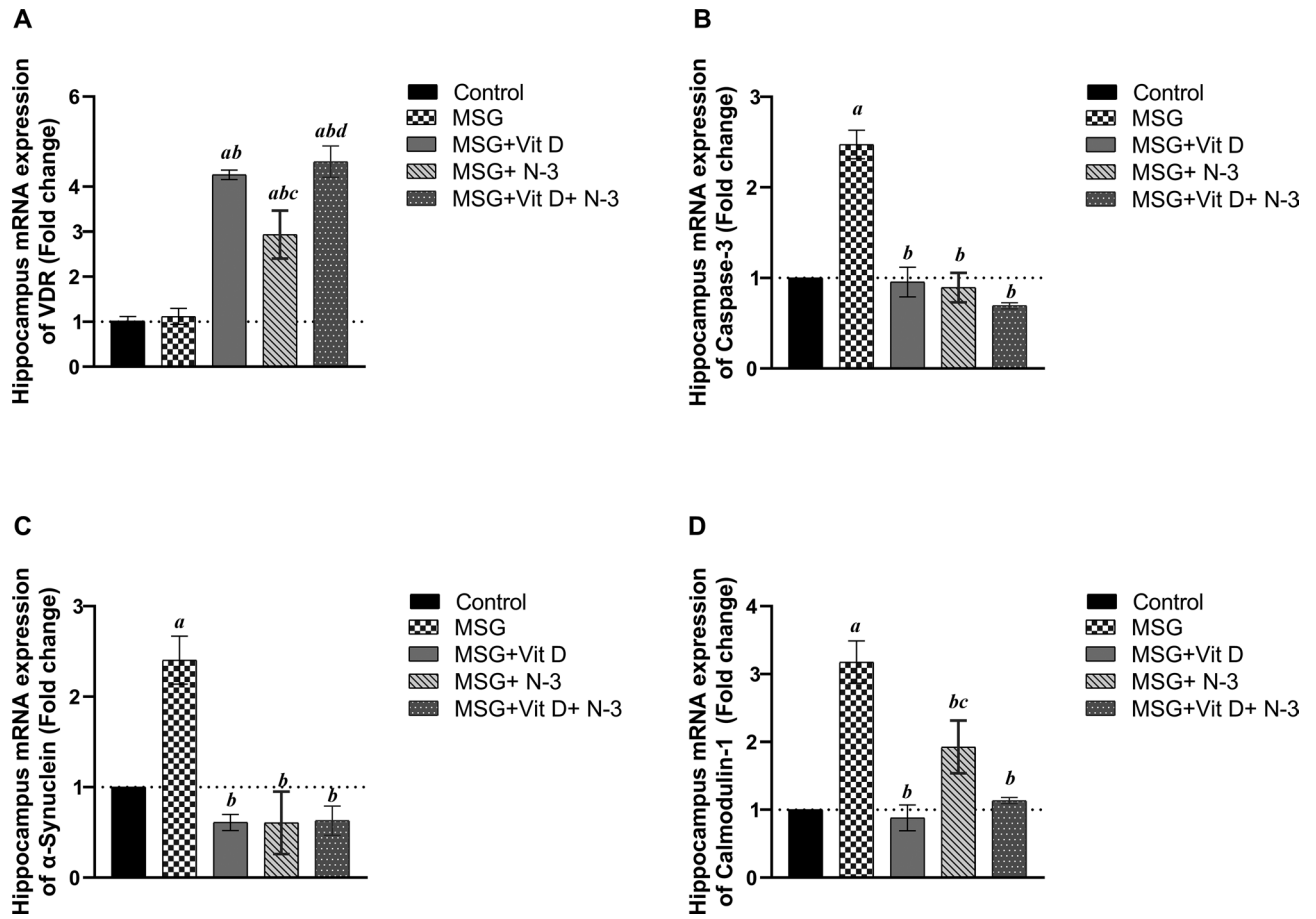 A
Hippocampus mRNA expression
of VDR (Fold change)
6
5
4
3
2
1
0
ab
abc
abd
Control
MSG
MSG+Vit D
MSG+ N-3
MSG+Vit D+ N-3
B
Hippocampus mRNA expression
of Caspase-3 (Fold change)
3
2
1
0
a
b
b
b
Control
MSG
MSG+Vit D
MSG+ N-3
MSG+Vit D+ N-3
C
Hippocampus mRNA expression
of α-Synuclein (Fold change)
3
2
1
0
a
b
b
b
Control
MSG
MSG+Vit D
MSG+ N-3
MSG+Vit D+ N-3
D
Hippocampus mRNA expression
of Calmodulin-1 (Fold change)
4
3
2
1
0
a
b
bc
b
Control
MSG
MSG+Vit D
MSG+ N-3
MSG+Vit D+ N-3